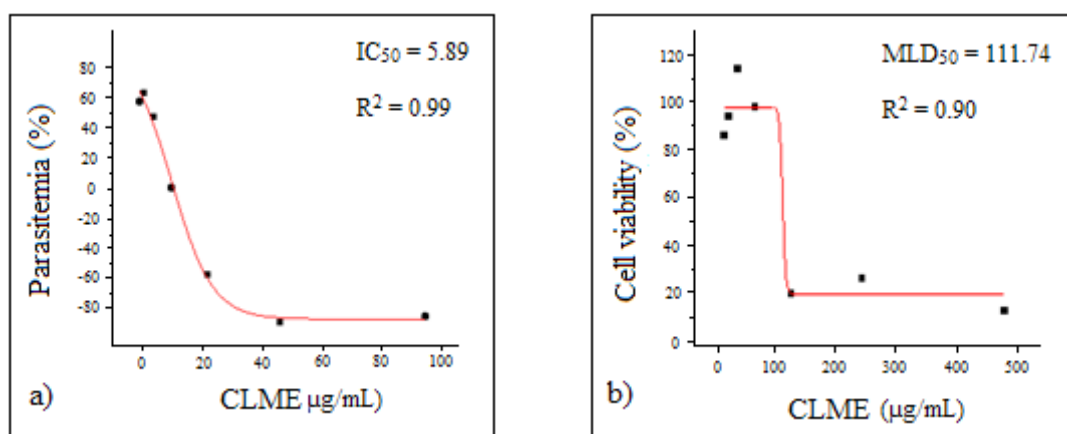 IC50 = 5.89
R2 = 0.99
Parasitemia (%)
80
60
40
20
0
-20
-40
-60
-80
0 20 40 60 80 100
CLME µg/mL)
a)
MLD50 = 111.74
R2 = 0.90
Cell viability (%)
120
100
80
60
40
20
0
0 100 200 300 400 500
CLME (µg/mL)
b)